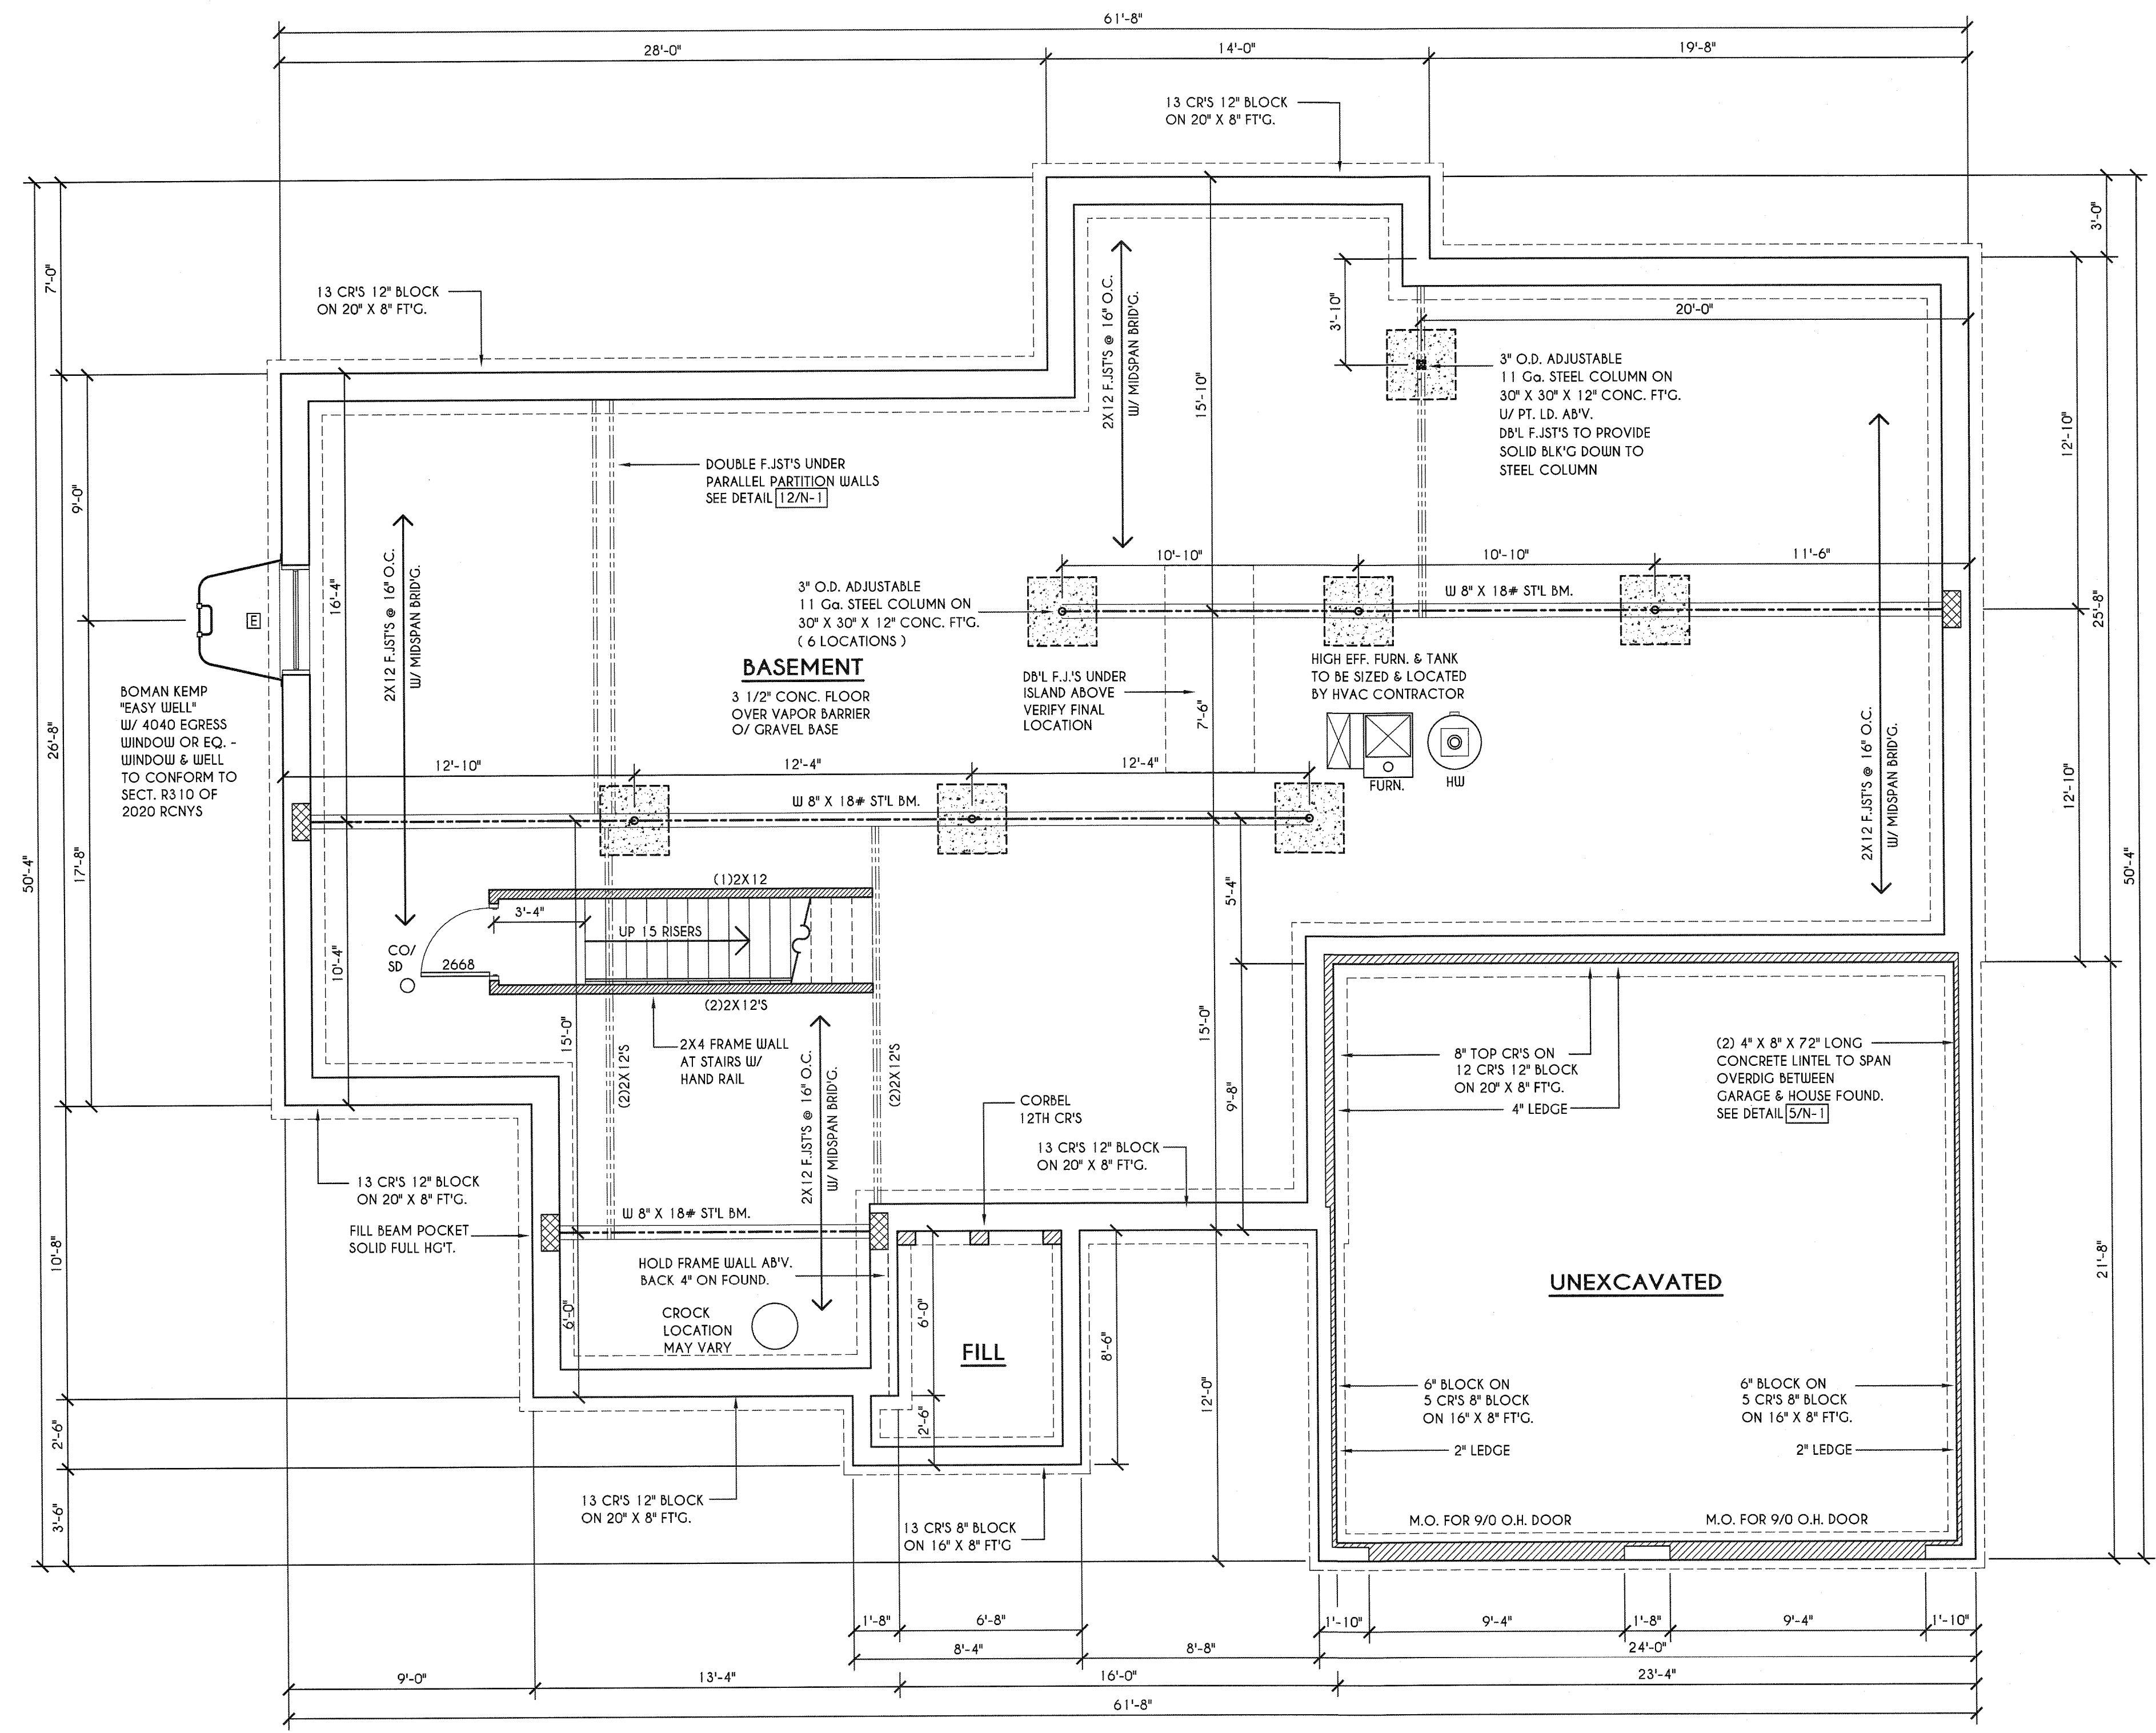 61'-8"
28'-0"
14'-0"
19'-8"
13 CR'S 12" BLOCK
ON 20" X 8" FT'G.
7'-0"
3'-0"
13 CR'S 12" BLOCK
ON 20" X 8" FT'G.
2X12 F.JST'S @ 16" O.C.
W/ MIDSPAN BRID'G.
3'-10"
20'-0"
15'-10"
3" O.D. ADJUSTABLE
11 Ga. STEEL COLUMN ON
30" X 30" X 12" CONC. FT'G.
U/ PT. LD. AB'V.
DB'L F.JST'S TO PROVIDE
SOLID BLK'G DOWN TO
STEEL COLUMN
12'-10"
DOUBLE F.JST'S UNDER
PARALLEL PARTITION WALLS
SEE DETAIL 12/N-1
9'-0"
16'-4"
2X12 F.JST'S @ 16" O.C.
W/ MIDSPAN BRID'G.
10'-10"
10'-10"
11'-6"
3" O.D. ADJUSTABLE
11 Ga. STEEL COLUMN ON
30" X 30" X 12" CONC. FT'G.
( 6 LOCATIONS )
W 8" X 18# ST'L BM.
25'-8"
E
BASEMENT
3 1/2" CONC. FLOOR
OVER VAPOR BARRIER
O/ GRAVEL BASE
DB'L F.J.'S UNDER
ISLAND ABOVE
VERIFY FINAL
LOCATION
7'-6"
HIGH EFF. FURN. & TANK
TO BE SIZED & LOCATED
BY HVAC CONTRACTOR
FURN.
HW
BOMAN KEMP
"EASY WELL"
W/ 4040 EGRESS
WINDOW OR EQ. -
WINDOW & WELL
TO CONFORM TO
SECT. R310 OF
2020 RCNYS
26'-8"
17'-8"
50'-4"
12'-10"
12'-4"
12'-4"
W 8" X 18# ST'L BM.
2X12 F.JST'S @ 16" O.C.
W/ MIDSPAN BRID'G.
12'-10"
50'-4"
(1)2X12
3'-4"
UP 15 RISERS
CO/
SD
2668
(2)2X12'S
10'-4"
5'-4"
15'-0"
(2)2X12'S
2X4 FRAME WALL
AT STAIRS W/
HAND RAIL
2X12 F.JST'S @ 16" O.C.
W/ MIDSPAN BRID'G.
(2)2X12'S
15'-0"
9'-8"
CORBEL
12TH CR'S
13 CR'S 12" BLOCK
ON 20" X 8" FT'G.
8" TOP CR'S ON
12 CR'S 12" BLOCK
ON 20" X 8" FT'G.
4" LEDGE
(2) 4" X 8" X 72" LONG
CONCRETE LINTEL TO SPAN
OVERDIG BETWEEN
GARAGE & HOUSE FOUND.
SEE DETAIL 5/N-1
13 CR'S 12" BLOCK
ON 20" X 8" FT'G.
FILL BEAM POCKET
SOLID FULL HG'T.
10'-8"
W 8" X 18# ST'L BM.
HOLD FRAME WALL AB'V.
BACK 4" ON FOUND.
CROCK
LOCATION
MAY VARY
6'-0"
6'-0"
FILL
8'-6"
UNEXCAVATED
21'-8"
12'-0"
6" BLOCK ON
5 CR'S 8" BLOCK
ON 16" X 8" FT'G.
2" LEDGE
6" BLOCK ON
5 CR'S 8" BLOCK
ON 16" X 8" FT'G.
2" LEDGE
2'-6"
2'-6"
3'-6"
13 CR'S 12" BLOCK
ON 20" X 8" FT'G.
13 CR'S 8" BLOCK
ON 16" X 8" FT'G
M.O. FOR 9/0 O.H. DOOR
M.O. FOR 9/0 O.H. DOOR
1'-8"
6'-8"
1'-10"
9'-4"
1'-8"
9'-4"
1'-10"
8'-4"
8'-8"
24'-0"
9'-0"
13'-4"
16'-0"
23'-4"
61'-8"